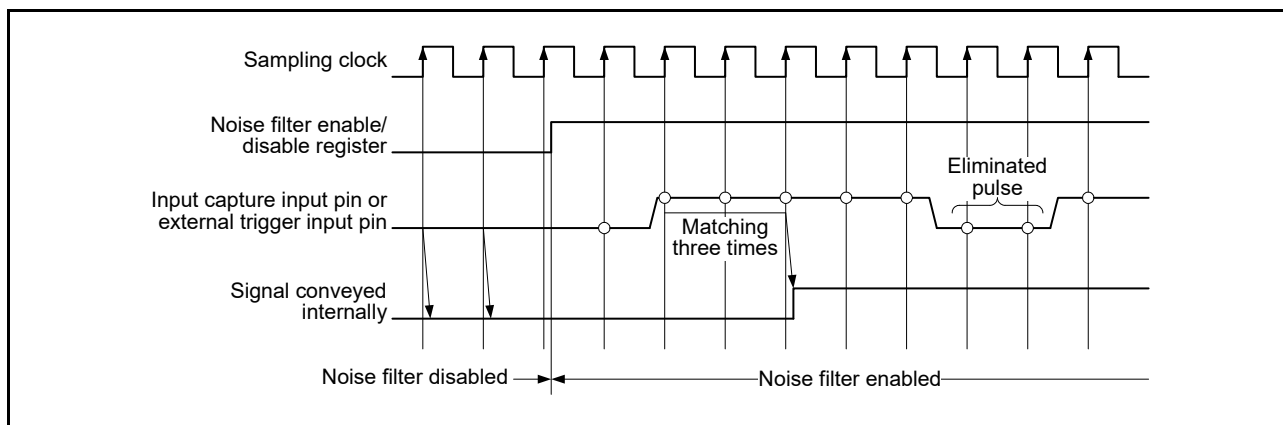 Sampling clock
Noise filter enable/
disable register
Input capture input pin or
external trigger input pin
Eliminated
pulse
Matching
three times
Signal conveyed
internally
Noise filter disabled
Noise filter enabled